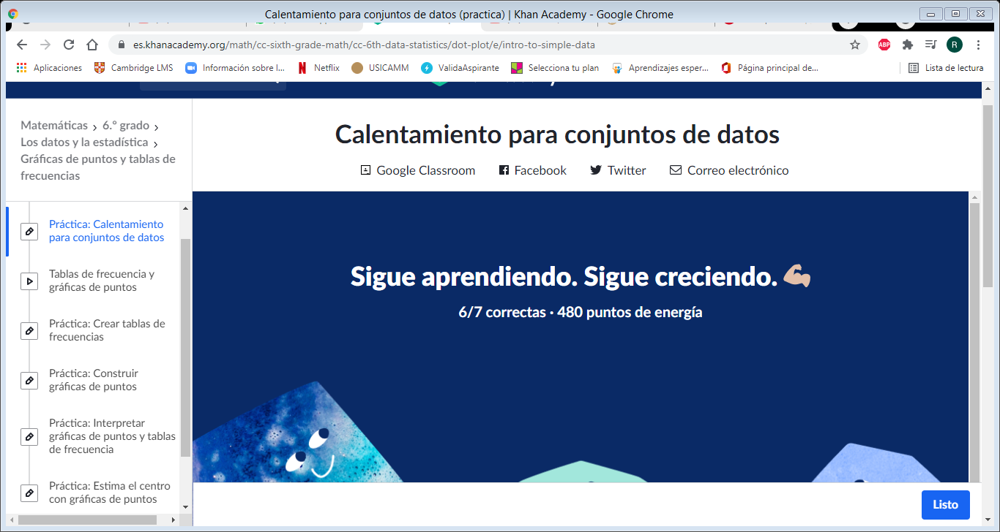 Calentamiento para conjuntos de datos (practica) | Khan Academy - Google Chrome
es.khanacademy.org/math/cc-sixth-grade-math/cc-6th-data-statistics/dot-plot/e/intro-to-simple-data
ABP
R
Aplicaciones
Cambridge LMS
Información sobre l...
Netflix
USICAMM
ValidaAspirante
Selecciona tu plan
Aprendizajes esper...
Página principal de...
Lista de lectura
Matemáticas > 6.º grado >
Los datos y la estadística >
Gráficas de puntos y tablas de
frecuencias
Práctica: Calentamiento
para conjuntos de datos
Tablas de frecuencia y
gráficas de puntos
Práctica: Crear tablas de
frecuencias
Práctica: Construir
gráficas de puntos
Práctica: Interpretar
gráficas de puntos y tablas
de frecuencia
Práctica: Estima el centro
con gráficas de puntos
Calentamiento para conjuntos de datos
Google Classroom
Facebook
Twitter
Correo electrónico
Sigue aprendiendo. Sigue creciendo. 💪
6/7 correctas · 480 puntos de energía
Listo